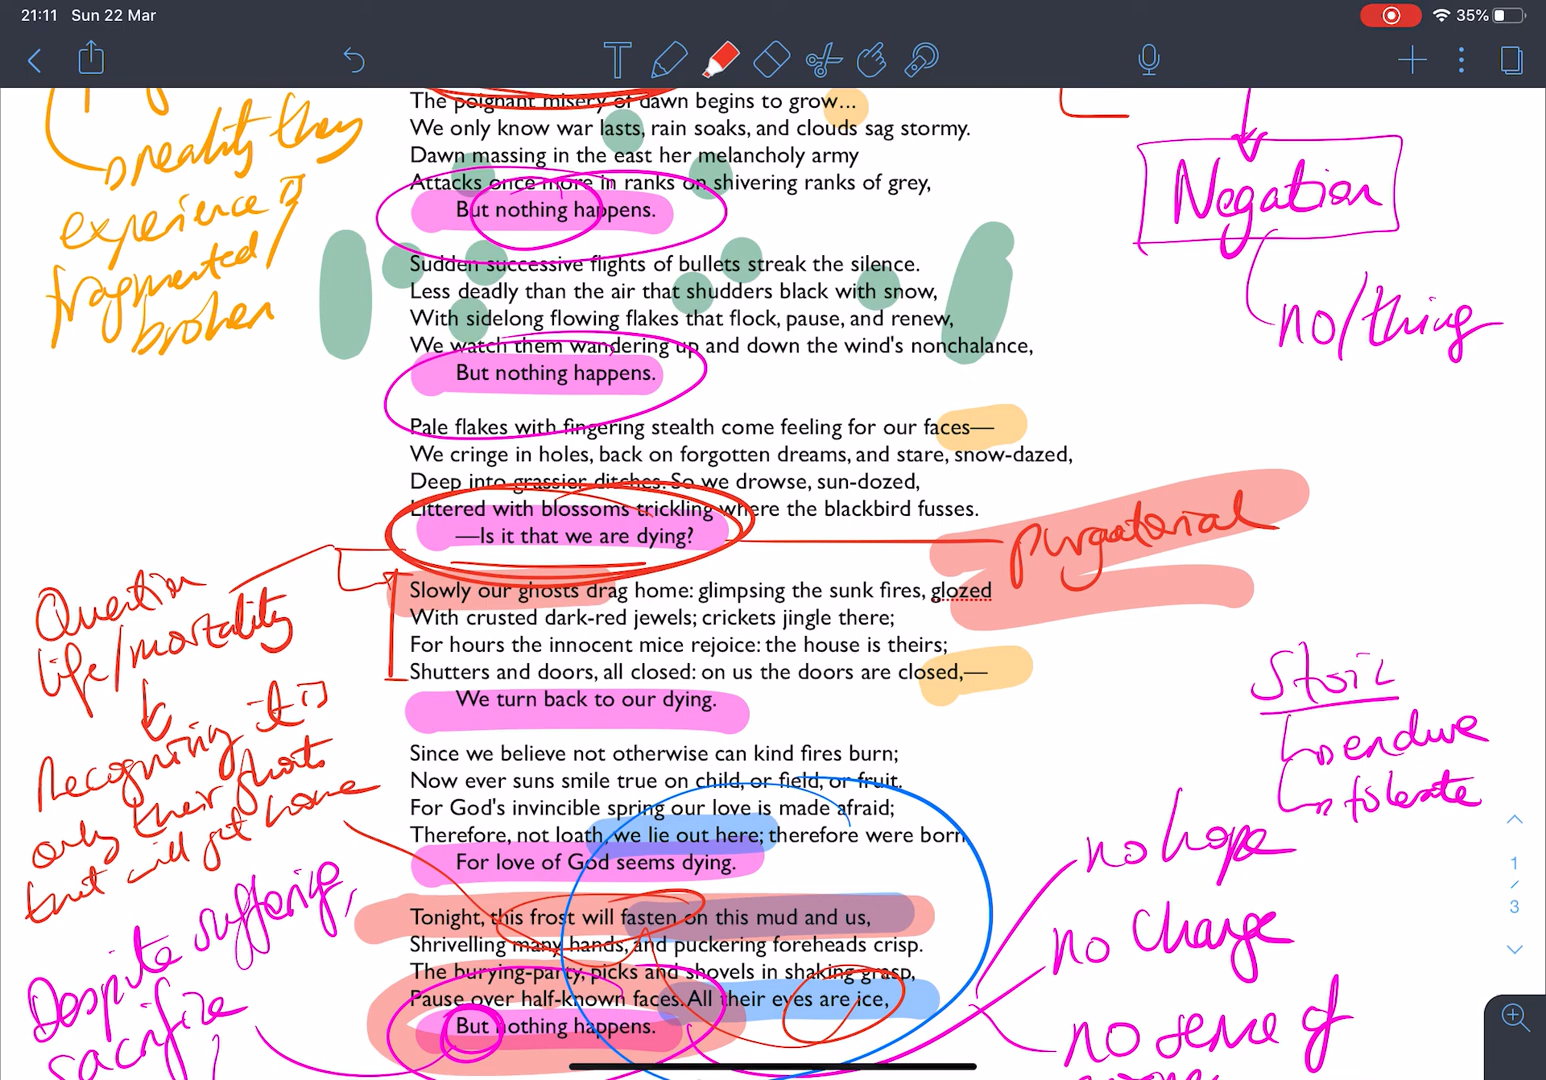 21:11 Sun 22 Mar
35%
The poignant misery of dawn begins to grow...
We only know war lasts, rain soaks, and clouds sag stormy.
Dawn massing in the east her melancholy army
Attacks once more in ranks on shivering ranks of grey,
But nothing happens.
Sudden successive flights of bullets streak the silence.
Less deadly than the air that shudders black with snow,
With sidelong flowing flakes that flock, pause, and renew,
We watch them wandering up and down the wind's nonchalance,
But nothing happens.
Pale flakes with fingering stealth come feeling for our faces—
We cringe in holes, back on forgotten dreams, and stare, snow-dazed,
Deep into grassier ditches. So we drowse, sun-dozed,
Littered with blossoms trickling where the blackbird fusses.
—Is it that we are dying?
Slowly our ghosts drag home: glimpsing the sunk fires, glozed
With crusted dark-red jewels; crickets jingle there;
For hours the innocent mice rejoice: the house is theirs;
Shutters and doors, all closed: on us the doors are closed,—
We turn back to our dying.
Since we believe not otherwise can kind fires burn;
Now ever suns smile true on child, or field, or fruit.
For God's invincible spring our love is made afraid;
Therefore, not loath, we lie out here; therefore were born,
For love of God seems dying.
Tonight, this frost will fasten on this mud and us,
Shrivelling many hands, and puckering foreheads crisp.
The burying-party, picks and shovels in shaking grasp,
Pause over half-known faces. All their eyes are ice,
But nothing happens.
reality they
experience is
fragmented/
broken
Question
life/mortality
Recognising it is
only their ghosts
that will get home
Despite suffering,
sacrifice
Negation
no/thing
purgatorial
Stoic
endure
tolerate
no hope
no change
no sense of
1
/
3